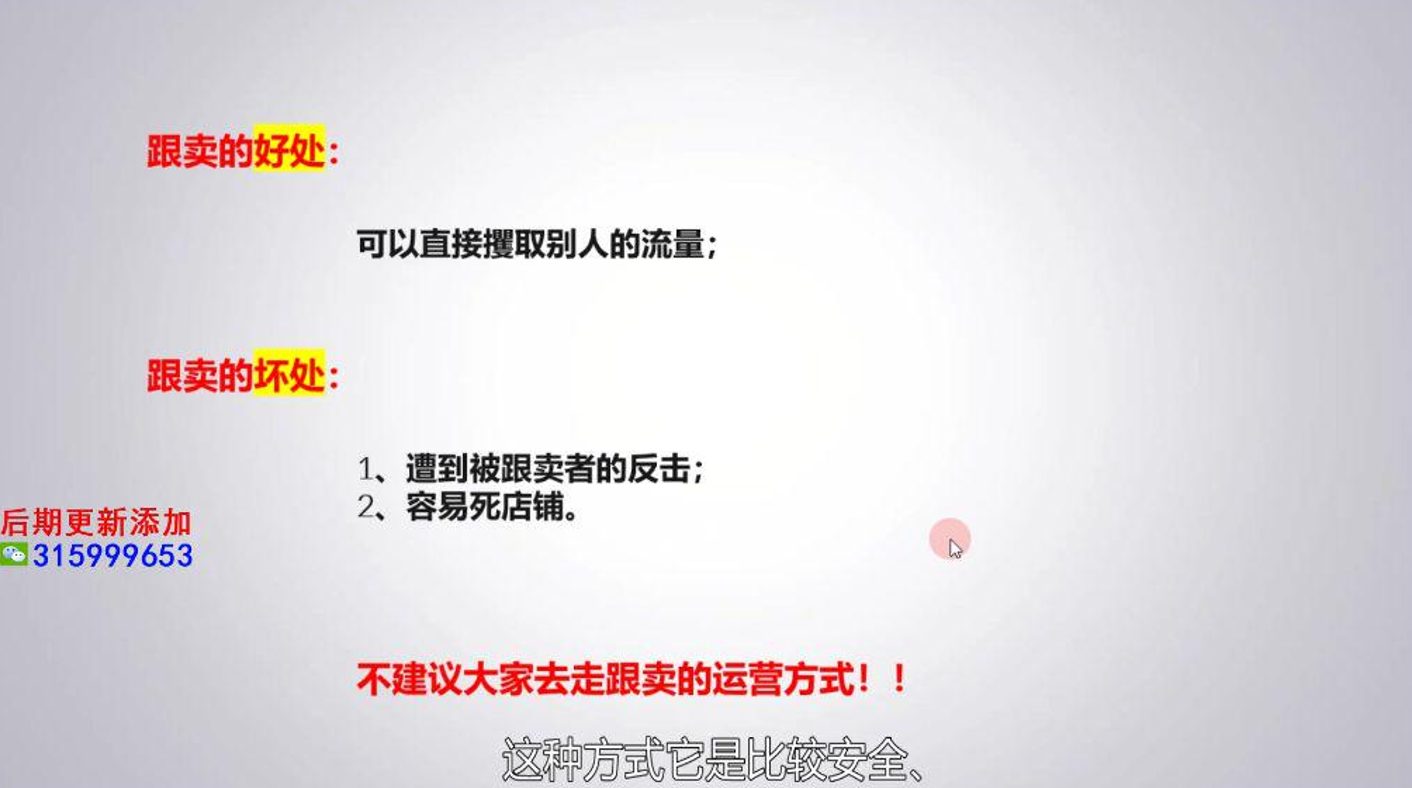 跟卖的好处：
可以直接攫取别人的流量；
跟卖的坏处：
1、遭到被跟卖者的反击；
2、容易死店铺。
后期更新添加
315999653
不建议大家去走跟卖的运营方式！！
这种方式它是比较安全、